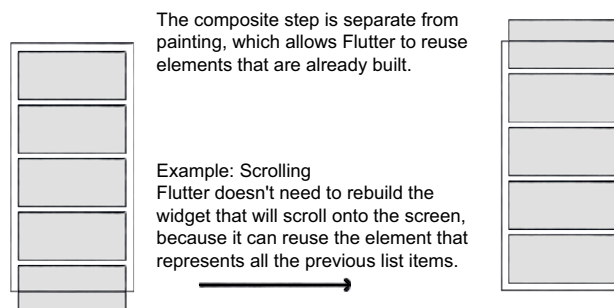 The composite step is separate from
painting, which allows Flutter to reuse
elements that are already built.
Example: Scrolling
Flutter doesn't need to rebuild the
widget that will scroll onto the screen,
because it can reuse the element that
represents all the previous list items.